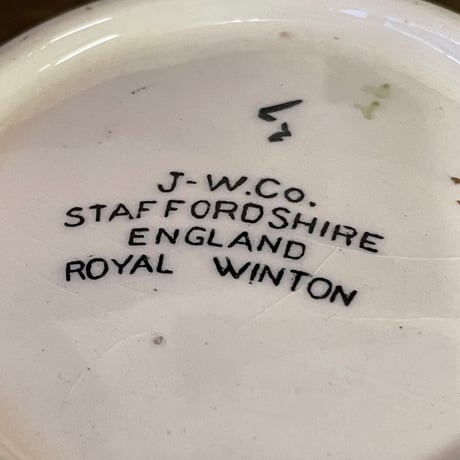 J-W.Co.
STAFFORDSHIRE
ENGLAND
ROYAL WINTON